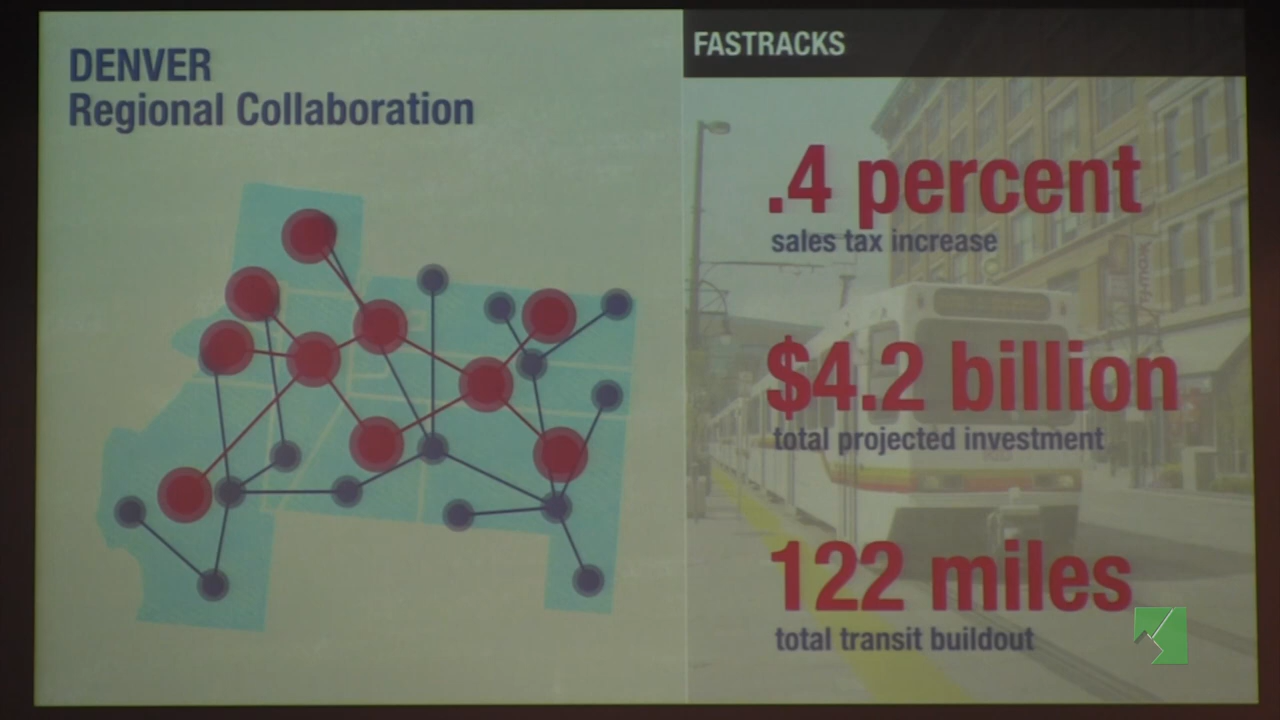 DENVER
Regional Collaboration
FASTRACKS
.4 percent
sales tax increase
$4.2 billion
total projected investment
122 miles
total transit buildout